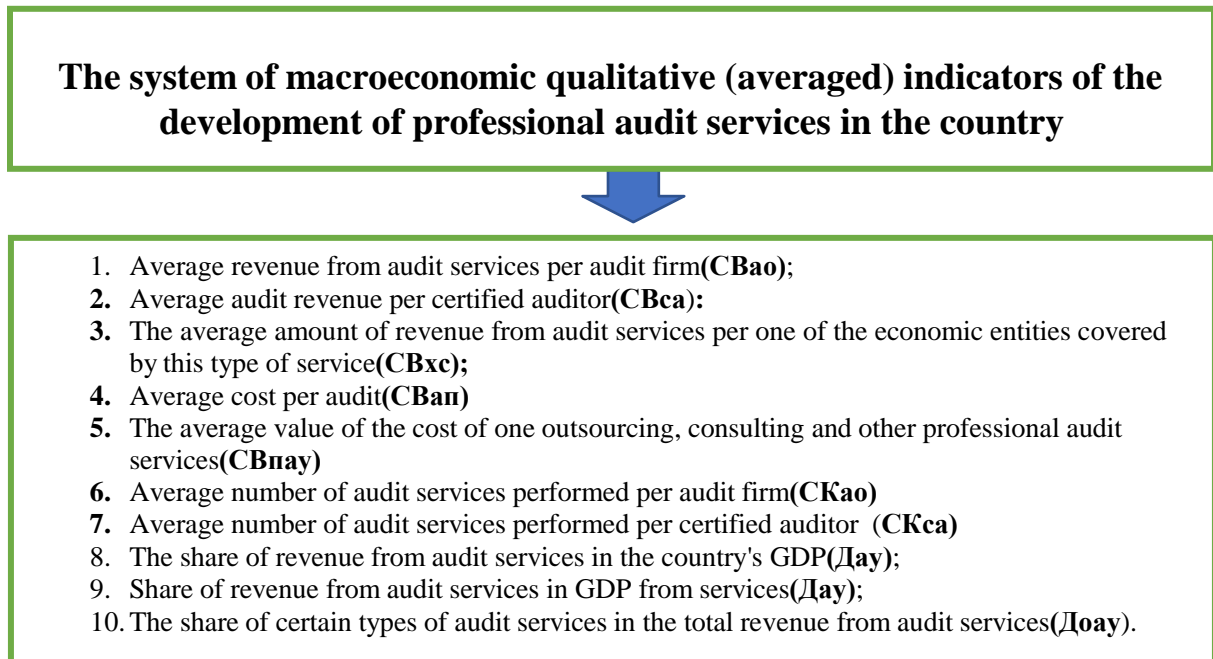 The system of macroeconomic qualitative (averaged) indicators of the
development of professional audit services in the country
1. Average revenue from audit services per audit firm(СВао);
2. Average audit revenue per certified auditor(СВса):
3. The average amount of revenue from audit services per one of the economic entities covered
by this type of service(СВхс);
4. Average cost per audit(СВап)
5. The average value of the cost of one outsourcing, consulting and other professional audit
services(СВпау)
6. Average number of audit services performed per audit firm(СКао)
7. Average number of audit services performed per certified auditor (СКса)
8. The share of revenue from audit services in the country's GDP(Дау);
9. Share of revenue from audit services in GDP from services(Дау);
10. The share of certain types of audit services in the total revenue from audit services(Доау).